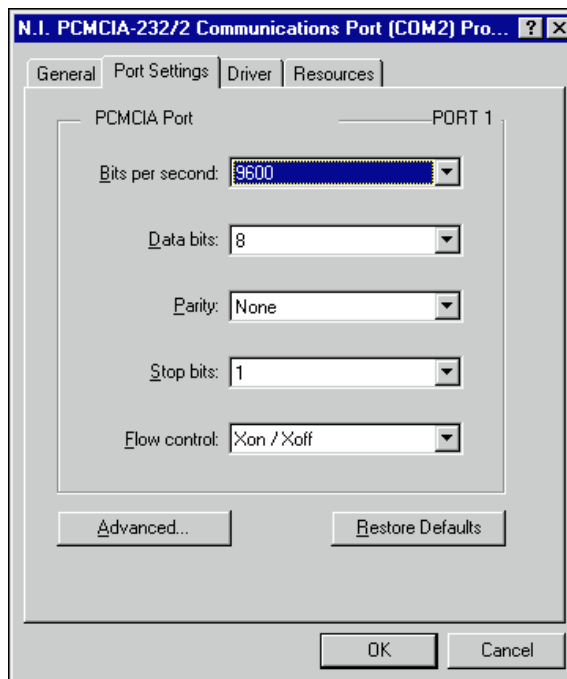 N.I. PCMCIA-232/2 Communications Port (COM2) Pro... ? X
General Port Settings Driver Resources
PCMCIA Port PORT 1
Bits per second: 9600
Data bits: 8
Parity: None
Stop bits: 1
Flow control: Xon / Xoff
Advanced... Restore Defaults
OK Cancel